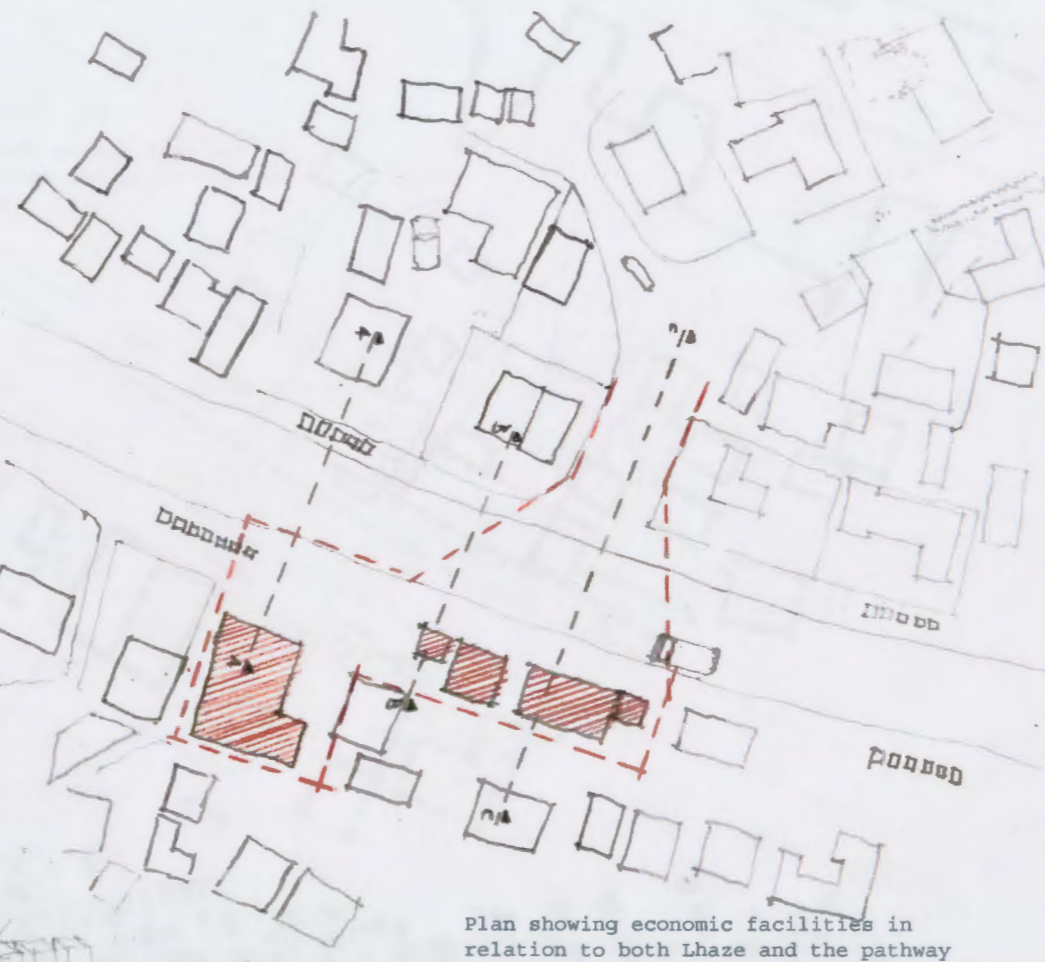 Plan showing economic facilities in
relation to both Lhaze and the pathway